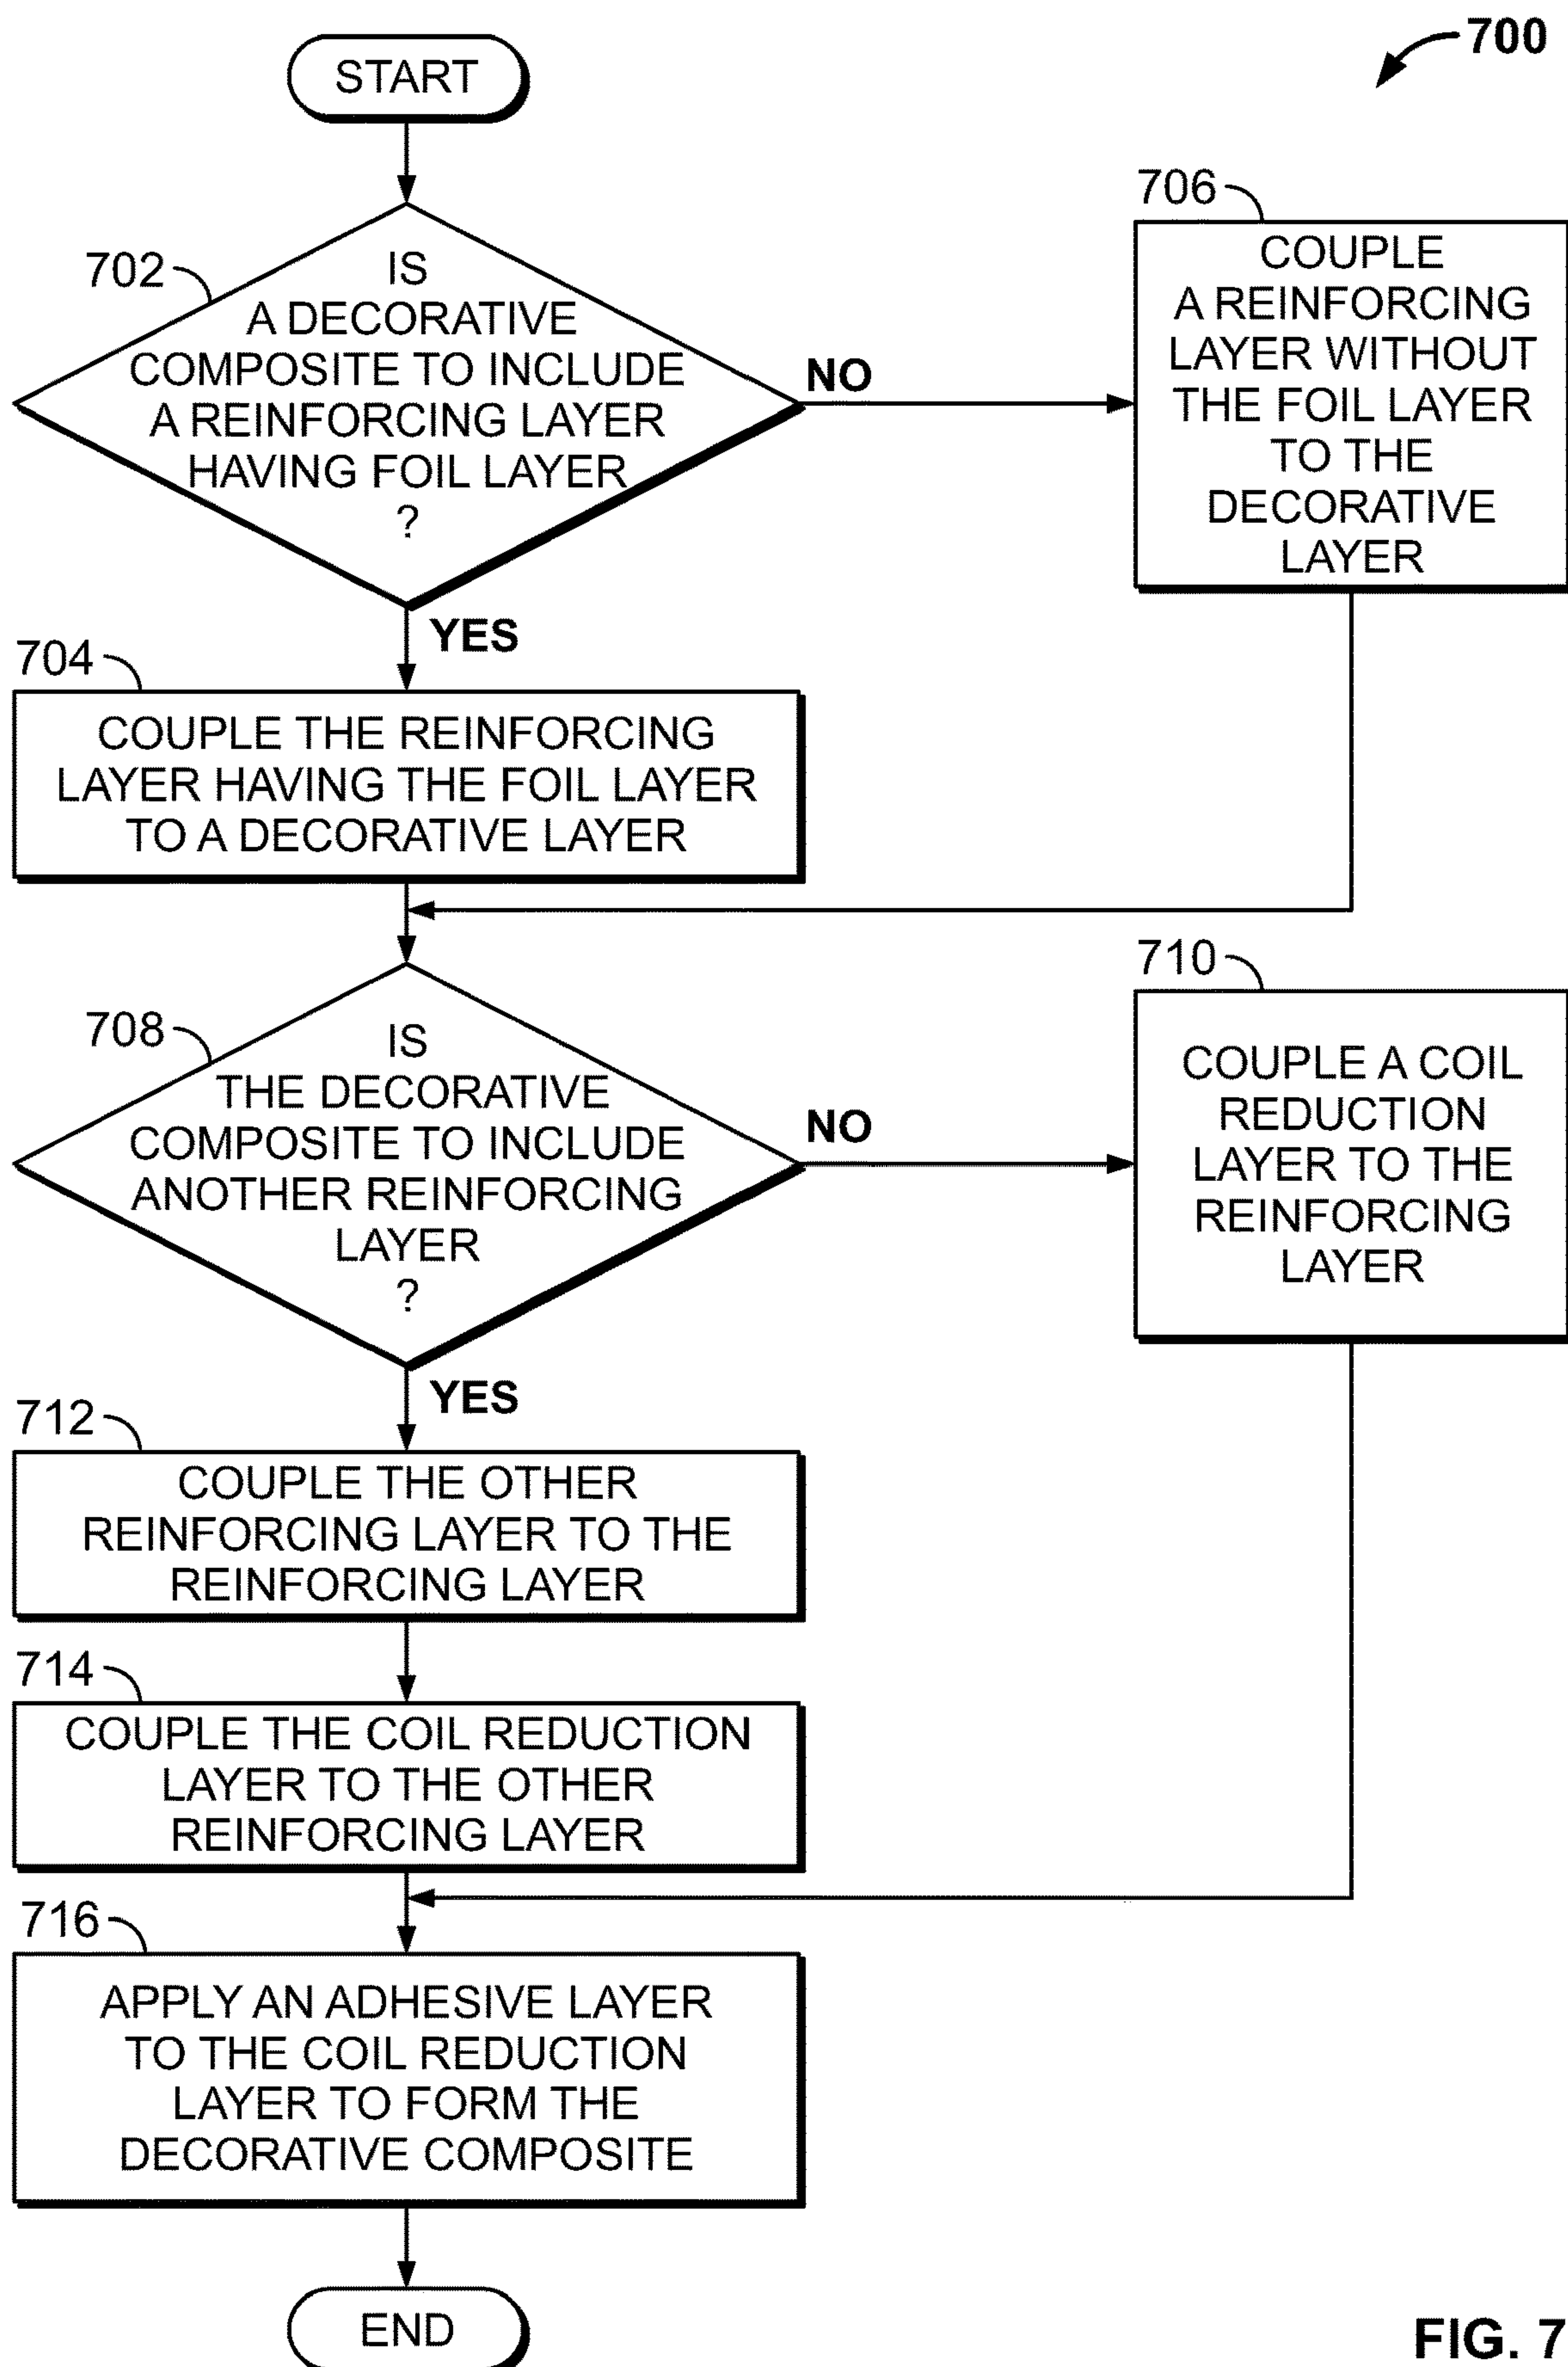 700
START
702
IS
A DECORATIVE
COMPOSITE TO INCLUDE
A REINFORCING LAYER
HAVING FOIL LAYER
?
NO
706
COUPLE
A REINFORCING
LAYER WITHOUT
THE FOIL LAYER
TO THE
DECORATIVE
LAYER
YES
704
COUPLE THE REINFORCING
LAYER HAVING THE FOIL LAYER
TO A DECORATIVE LAYER
708
IS
THE DECORATIVE
COMPOSITE TO INCLUDE
ANOTHER REINFORCING
LAYER
?
NO
710
COUPLE A COIL
REDUCTION
LAYER TO THE
REINFORCING
LAYER
YES
712
COUPLE THE OTHER
REINFORCING LAYER TO THE
REINFORCING LAYER
714
COUPLE THE COIL REDUCTION
LAYER TO THE OTHER
REINFORCING LAYER
716
APPLY AN ADHESIVE LAYER
TO THE COIL REDUCTION
LAYER TO FORM THE
DECORATIVE COMPOSITE
END
FIG. 7